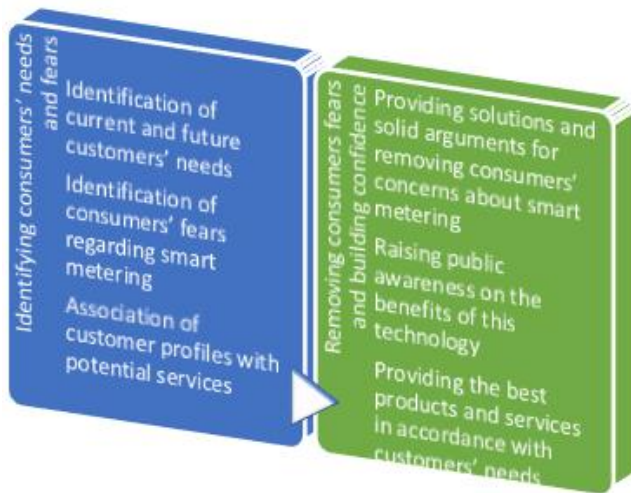 Identifying consumers' needs
and fears
Identification of
current and future
customers' needs
Identification of
consumers' fears
regarding smart
metering
Association of
customer profiles with
potential services
Removing consumers fears
and building confidence
Providing solutions and
solid arguments for
removing consumers'
concerns about smart
metering
Raising public
awareness on the
benefits of this
technology
Providing the best
products and services
in accordance with
customers' needs